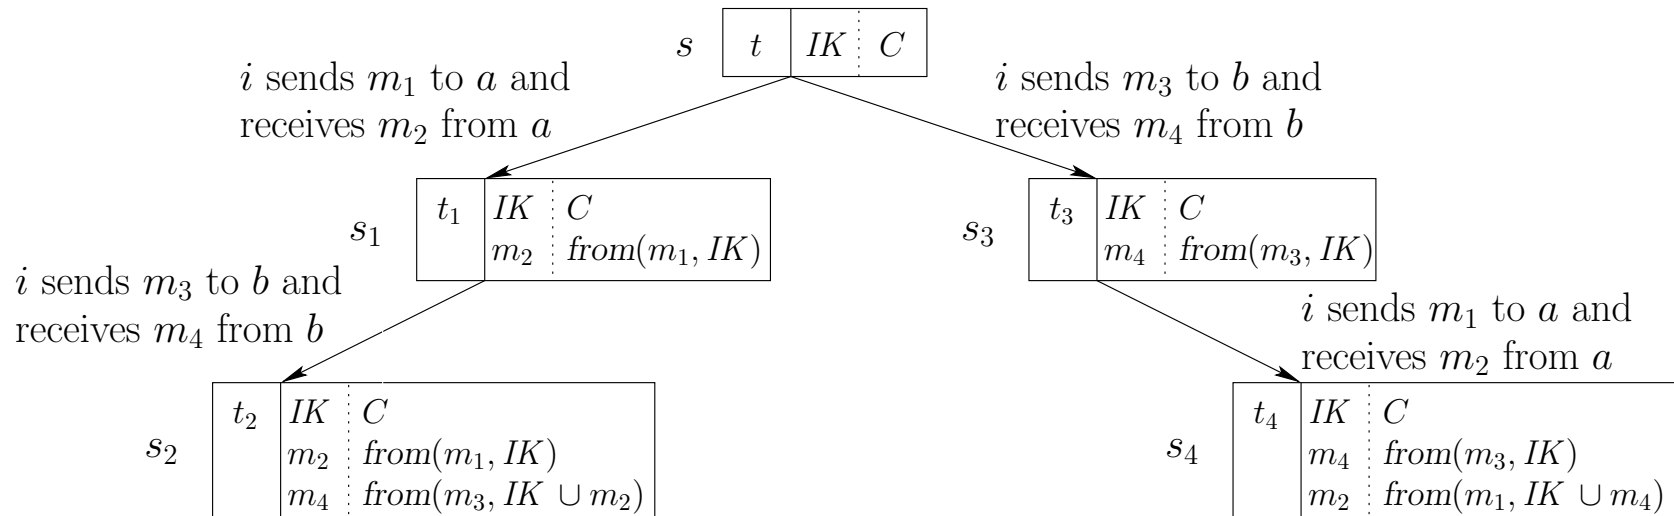 s t IK C
i sends m₁ to a and
receives m₂ from a
i sends m₃ to b and
receives m₄ from b
s₁ t₁ IK C
m₂ from(m₁, IK)
s₃ t₃ IK C
m₄ from(m₃, IK)
i sends m₃ to b and
receives m₄ from b
i sends m₁ to a and
receives m₂ from a
s₂ t₂ IK C
m₂ from(m₁, IK)
m₄ from(m₃, IK ∪ m₂)
s₄ t₄ IK C
m₄ from(m₃, IK)
m₂ from(m₁, IK ∪ m₄)